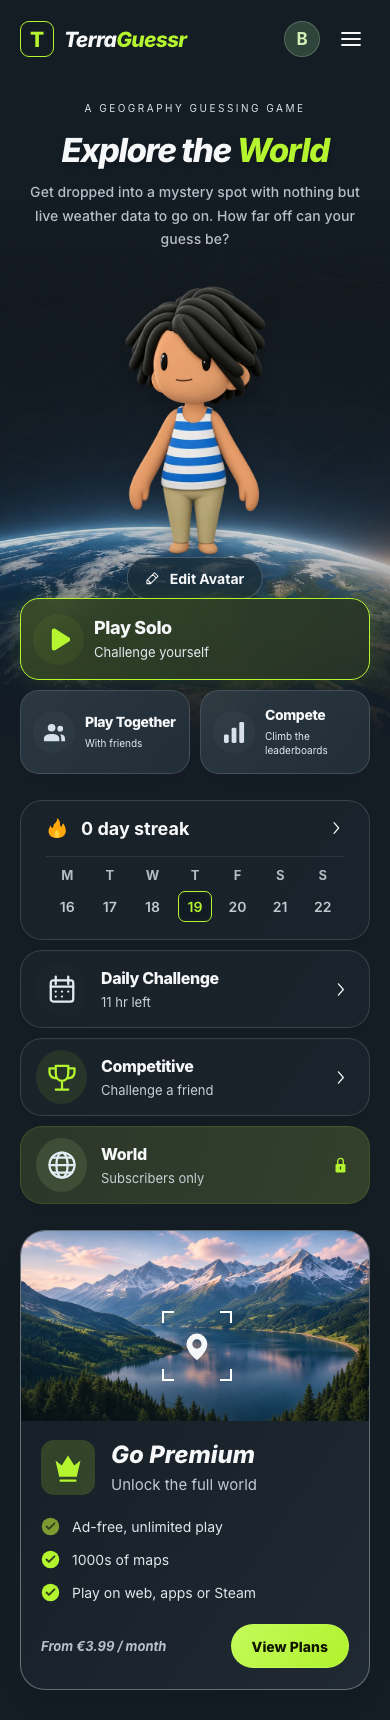 T TerraGuessr
B
A GEOGRAPHY GUESSING GAME
Explore the World
Get dropped into a mystery spot with nothing but
live weather data to go on. How far off can your
guess be?
Edit Avatar
Play Solo
Challenge yourself
Play Together
With friends
Compete
Climb the
leaderboards
0 day streak
M T W T F S S
16 17 18 19 20 21 22
Daily Challenge
11 hr left
Competitive
Challenge a friend
World
Subscribers only
Go Premium
Unlock the full world
Ad-free, unlimited play
1000s of maps
Play on web, apps or Steam
From €3.99 / month
View Plans